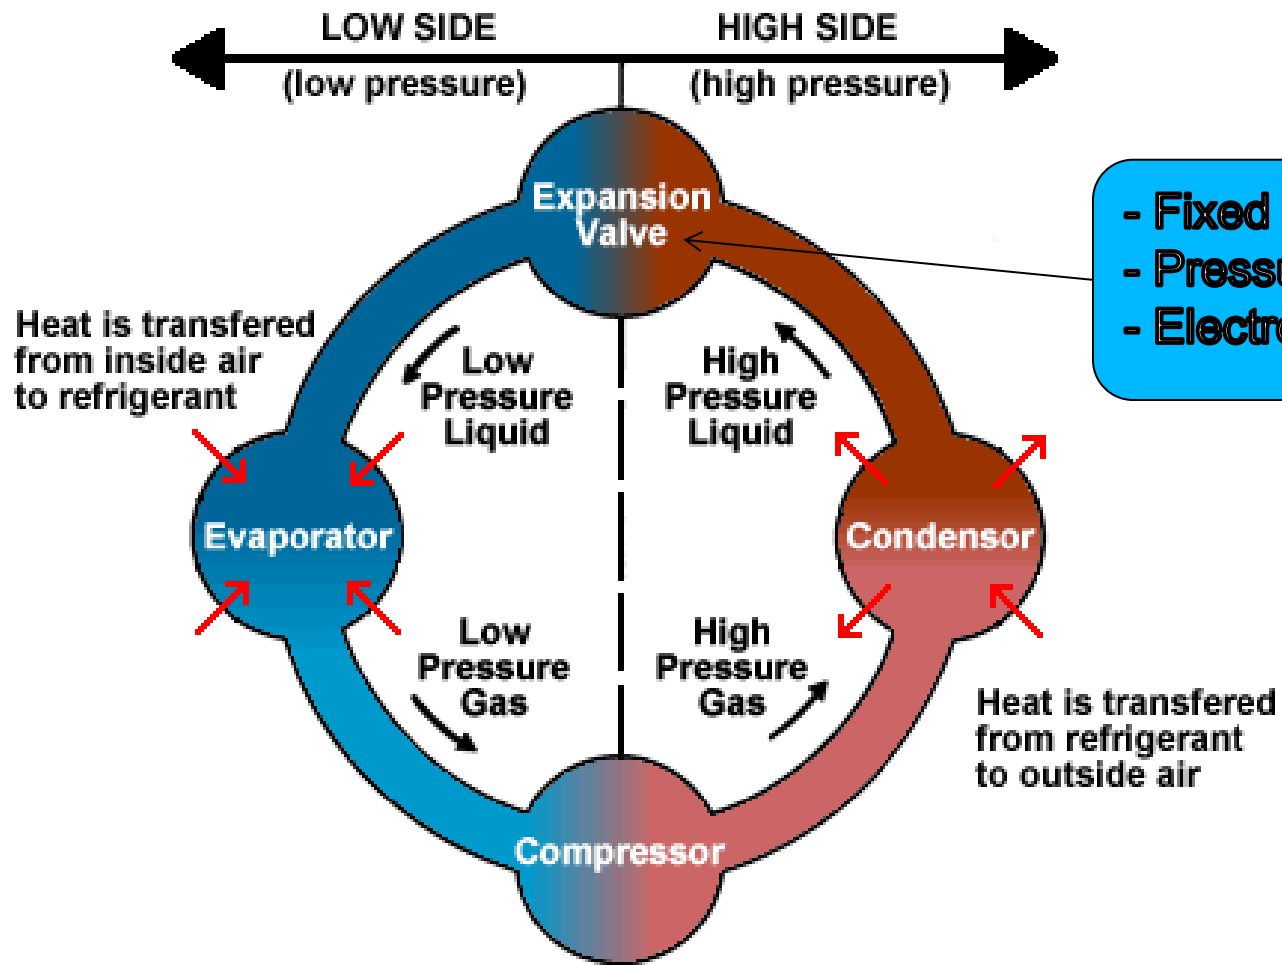 LOW SIDE
(low pressure)
HIGH SIDE
(high pressure)
Expansion
Valve
- Fixed
- Pressu
- Electro
Heat is transfered
from inside air
to refrigerant
Low
Pressure
Liquid
High
Pressure
Liquid
Evaporator
Condensor
Low
Pressure
Gas
High
Pressure
Gas
Heat is transfered
from refrigerant
to outside air
Compressor